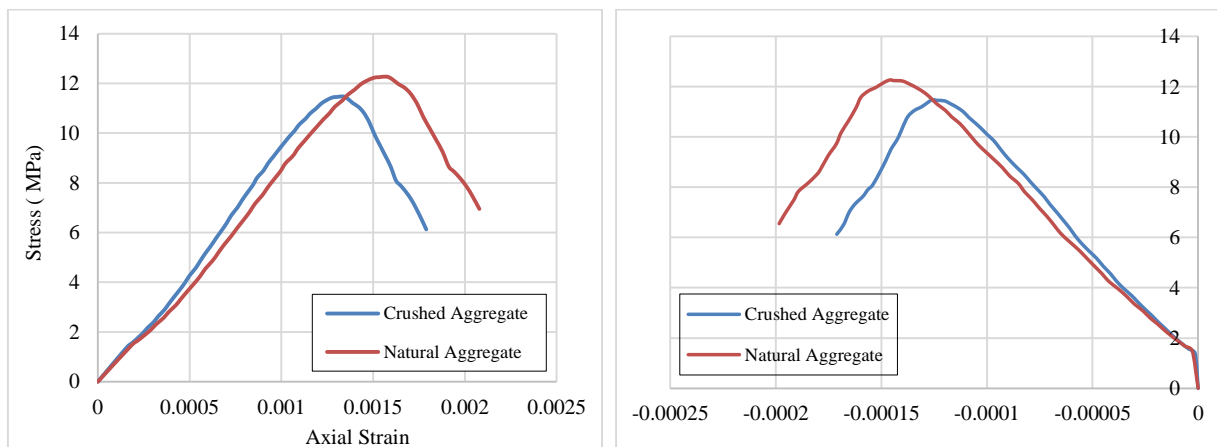 14
12
10
8
6
4
2
0
Stress ( MPa)
Crushed Aggregate
Natural Aggregate
0 0.0005 0.001 0.0015 0.002 0.0025
Axial Strain
14
12
10
8
6
4
2
0
Crushed Aggregate
Natural Aggregate
-0.00025 -0.0002 -0.00015 -0.0001 -0.00005 0